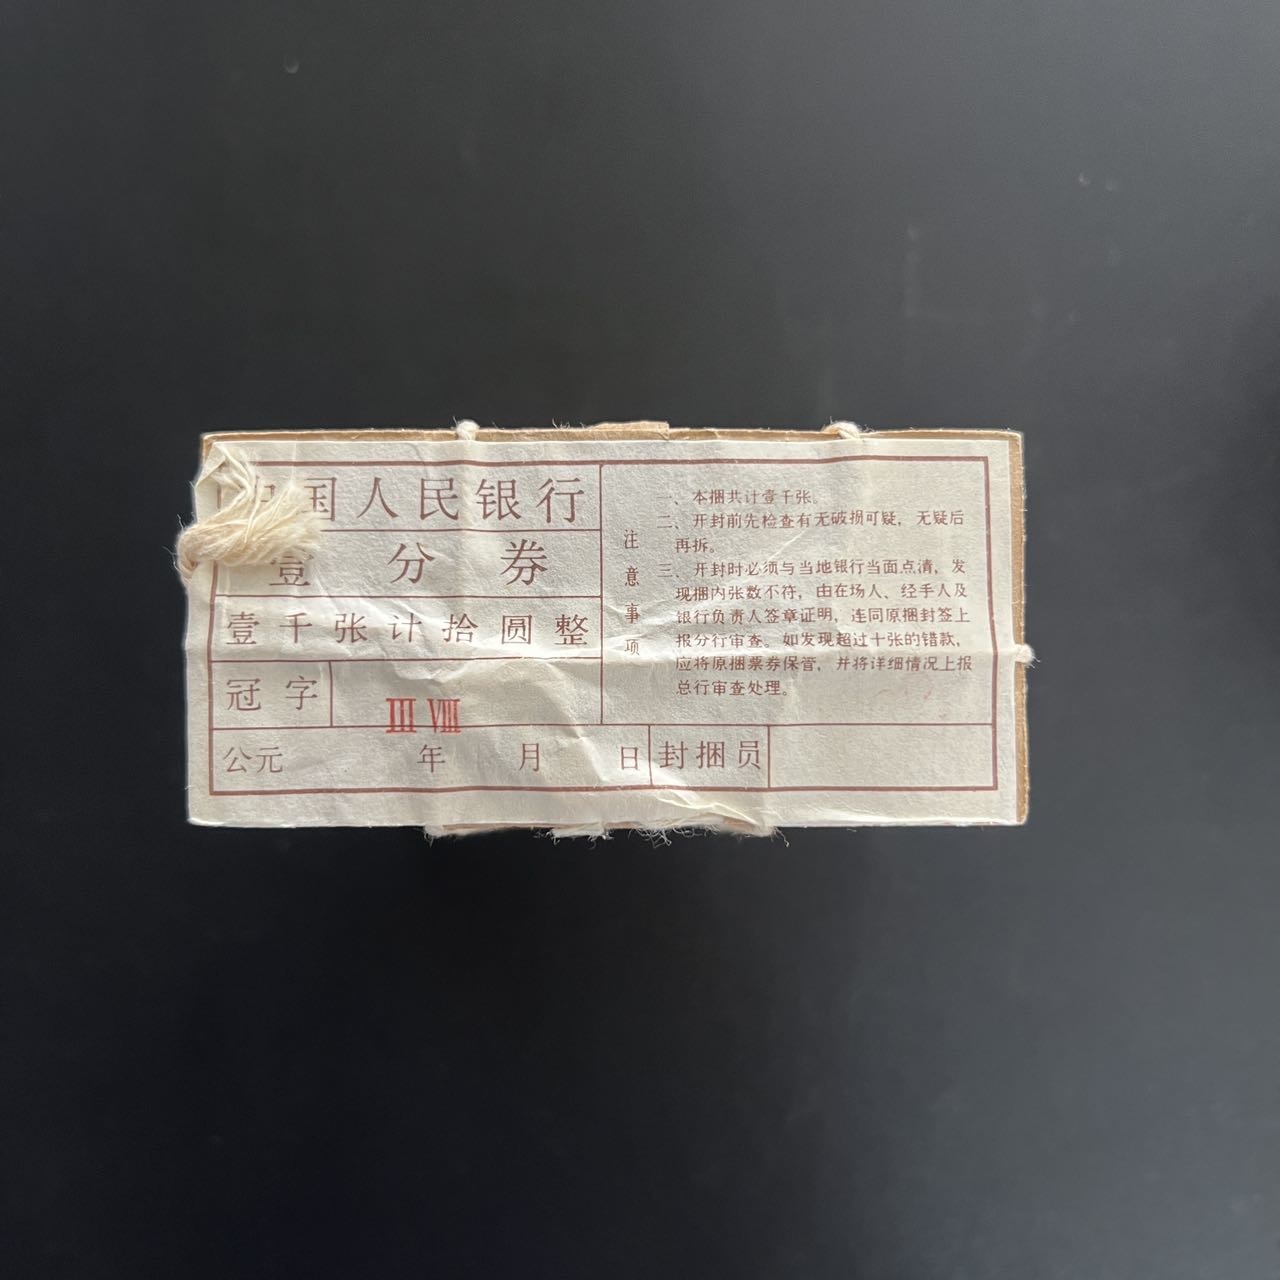 中国人民银行
壹分券
壹千张计拾圆整
冠字 III VIII
公元 年 月 日 封捆员
注意事项
一、本捆共计壹千张。
二、开封前先检查有无破损可疑，无疑后
再拆。
三、开封时必须与当地银行当面点清，发
现捆内张数不符，由在场人、经手人及
银行负责人签章证明，连同原捆封签上
报分行审查。如发现超过十张的错款，
应将原捆票券保管，并将详细情况上报
总行审查处理。